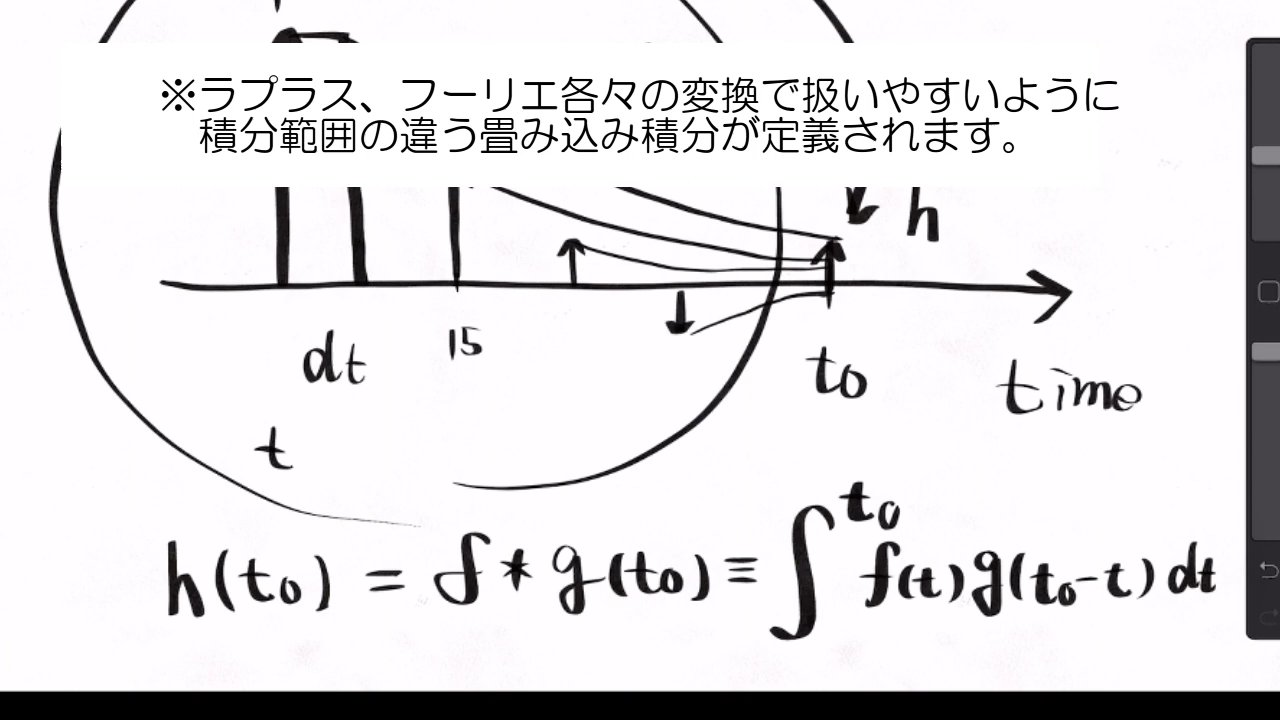 ※ラプラス、フーリエ各々の変換で扱いやすいように
積分範囲の違う畳み込み積分が定義されます。
h
dt
15
t0
time
t
h(t0) = f * g(t0) ≡ ∫^t0 f(t)g(t0-t)dt